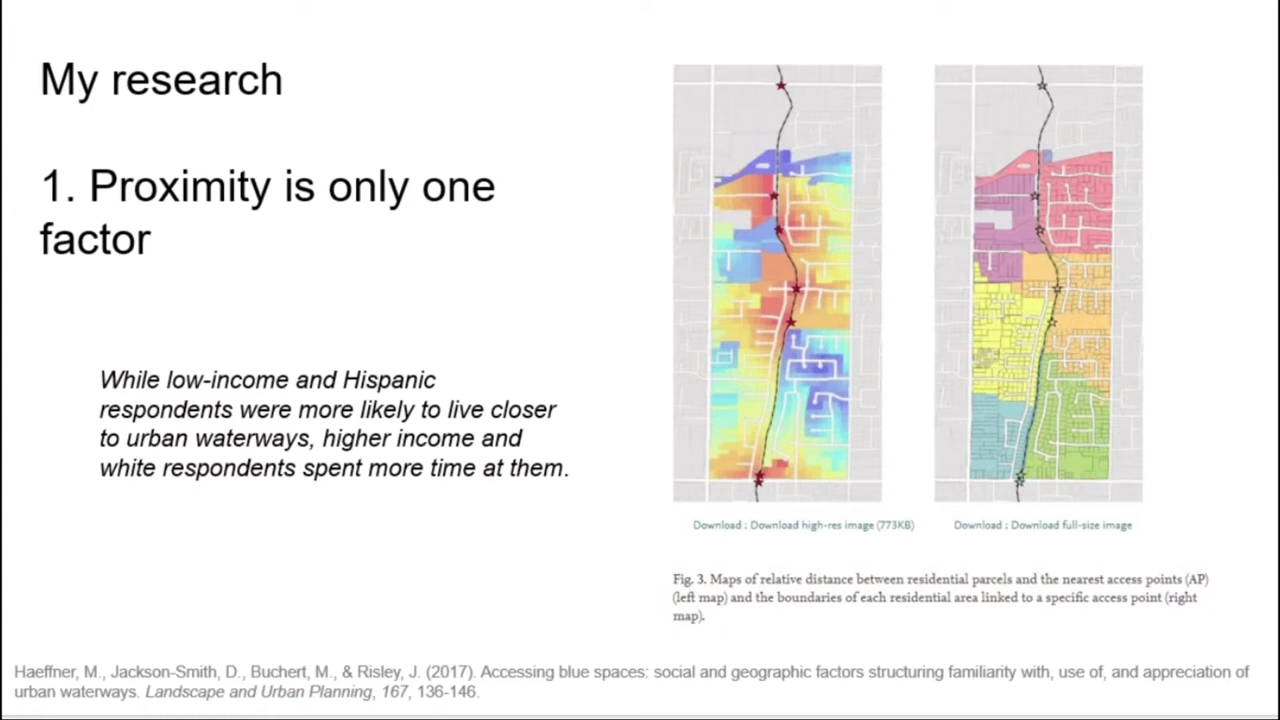 My research
1. Proximity is only one
factor
While low-income and Hispanic
respondents were more likely to live closer
to urban waterways, higher income and
white respondents spent more time at them.
Download : Download high-res image (773KB)
Download : Download full-size image
Fig. 3. Maps of relative distance between residential parcels and the nearest access points (AP)
(left map) and the boundaries of each residential area linked to a specific access point (right
map).
Haeffner, M., Jackson-Smith, D., Buchert, M., & Risley, J. (2017). Accessing blue spaces: social and geographic factors structuring familiarity with, use of, and appreciation of
urban waterways. Landscape and Urban Planning, 167, 136-146.